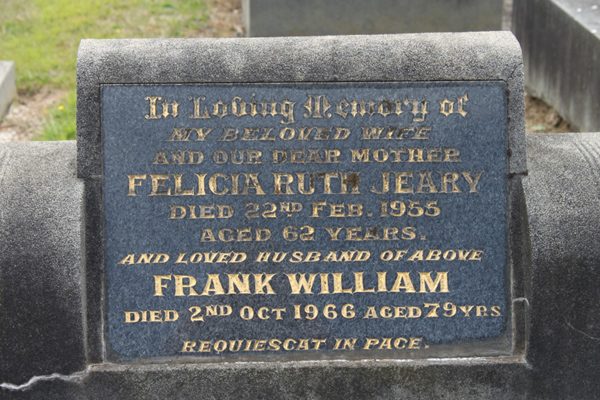 In Loving Memory of
MY BELOVED WIFE
AND OUR DEAR MOTHER
FELICIA RUTH JEARY
DIED 22ND FEB. 1955
AGED 62 YEARS.
AND LOVED HUSBAND OF ABOVE
FRANK WILLIAM
DIED 2ND OCT 1966 AGED 79 YRS
REQUIESCAT IN PACE.